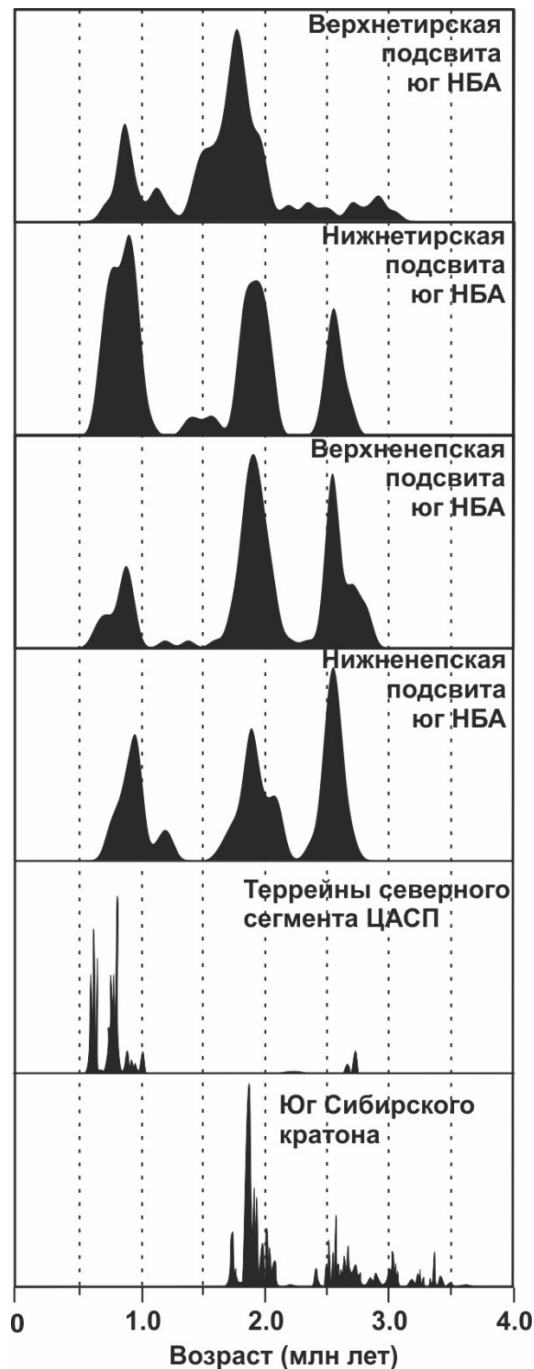 Верхнетирская
подсвита
юг НБА
Нижнетирская
подсвита
юг НБА
Верхненепская
подсвита
юг НБА
Нижненепская
подсвита
юг НБА
Террейны северного
сегмента ЦАСП
Юг Сибирского
кратона
0 1.0 2.0 3.0 4.0
Возраст (млн лет)